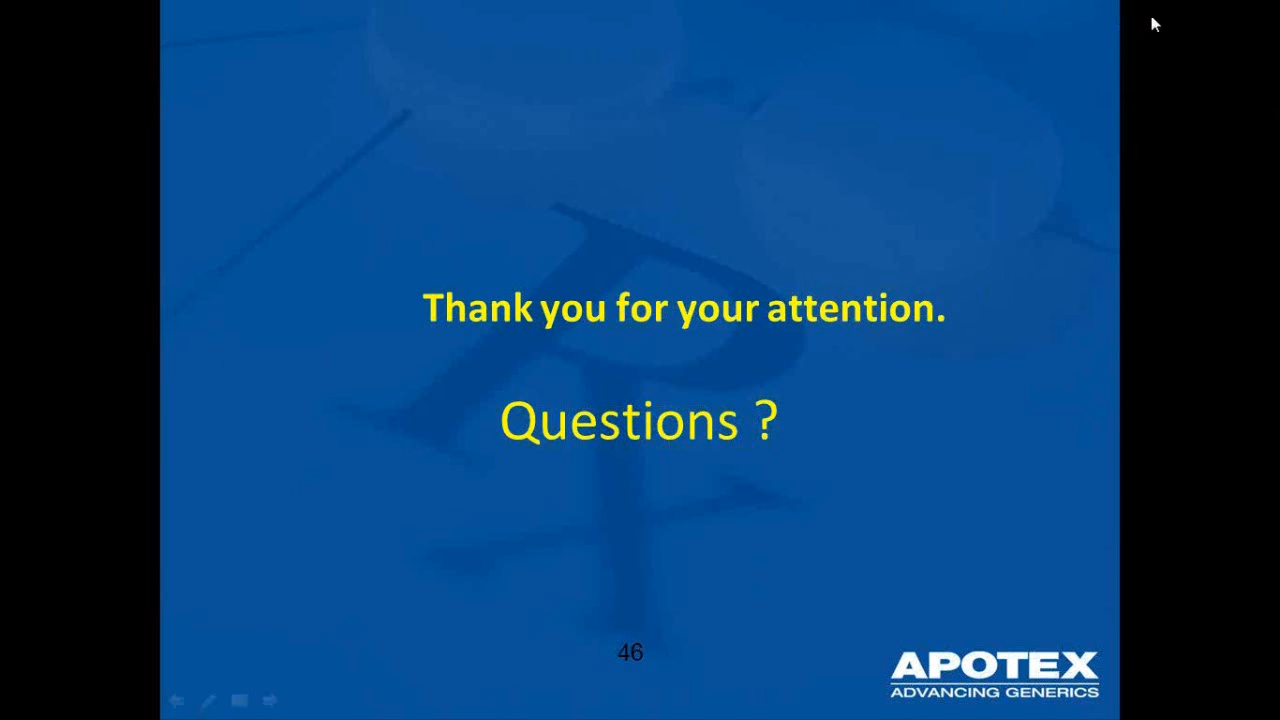 Thank you for your attention.
Questions ?
46
APOTEX
ADVANCING GENERICS